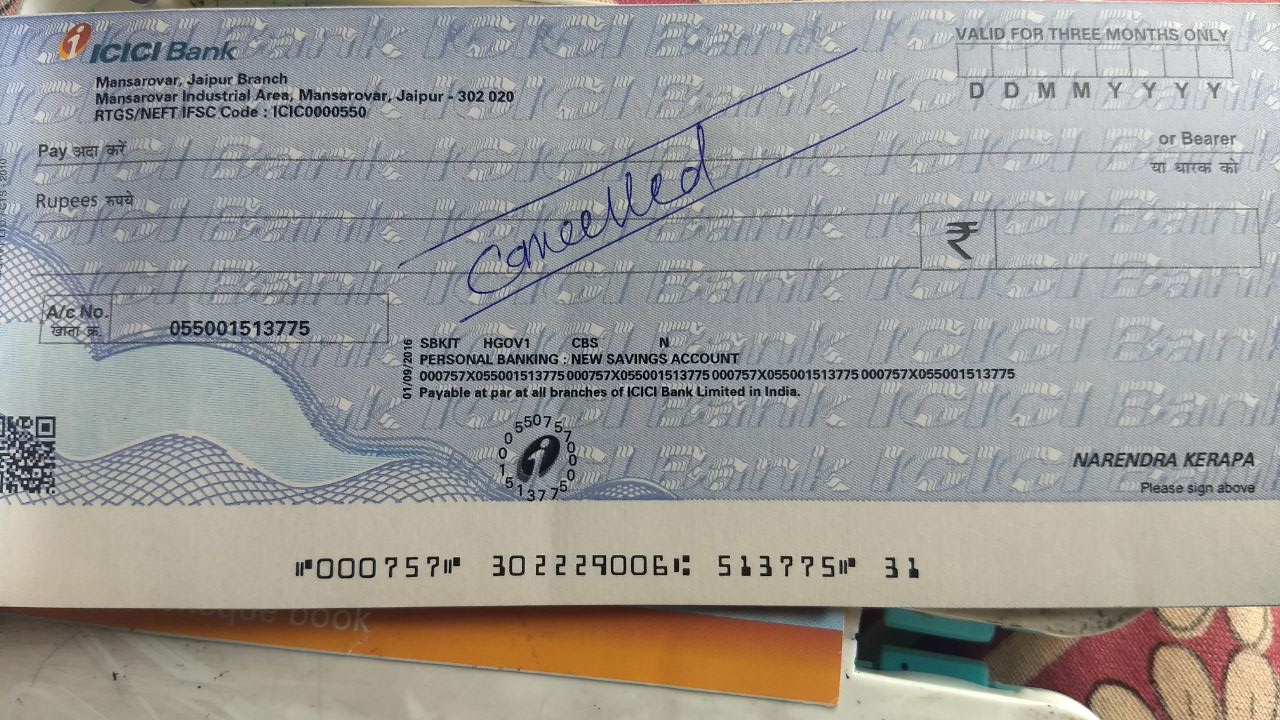 ICICI Bank
Mansarovar, Jaipur Branch
Mansarovar Industrial Area, Mansarovar, Jaipur - 302 020
RTGS/NEFT IFSC Code : ICIC0000550
VALID FOR THREE MONTHS ONLY
D D M M Y Y Y Y
Pay अदा करें
or Bearer
या धारक को
Rupees रुपये
₹
cancelled
A/c No.
खाता क्र.
055001513775
01/09/2016
SBKIT HGOV1 CBS N
PERSONAL BANKING : NEW SAVINGS ACCOUNT
000757X055001513775 000757X055001513775 000757X055001513775 000757X055001513775
Payable at par at all branches of ICICI Bank Limited in India.
NARENDRA KERAPA
Please sign above
⑈000757⑈ 302229006⑆ 513775⑈ 31
book